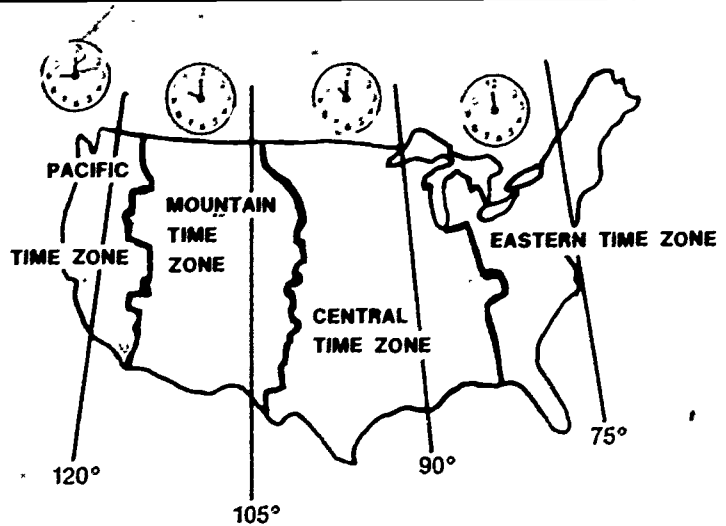 PACIFIC
TIME ZONE
MOUNTAIN
TIME
ZONE
CENTRAL
TIME ZONE
EASTERN TIME ZONE
120°
105°
90°
75°